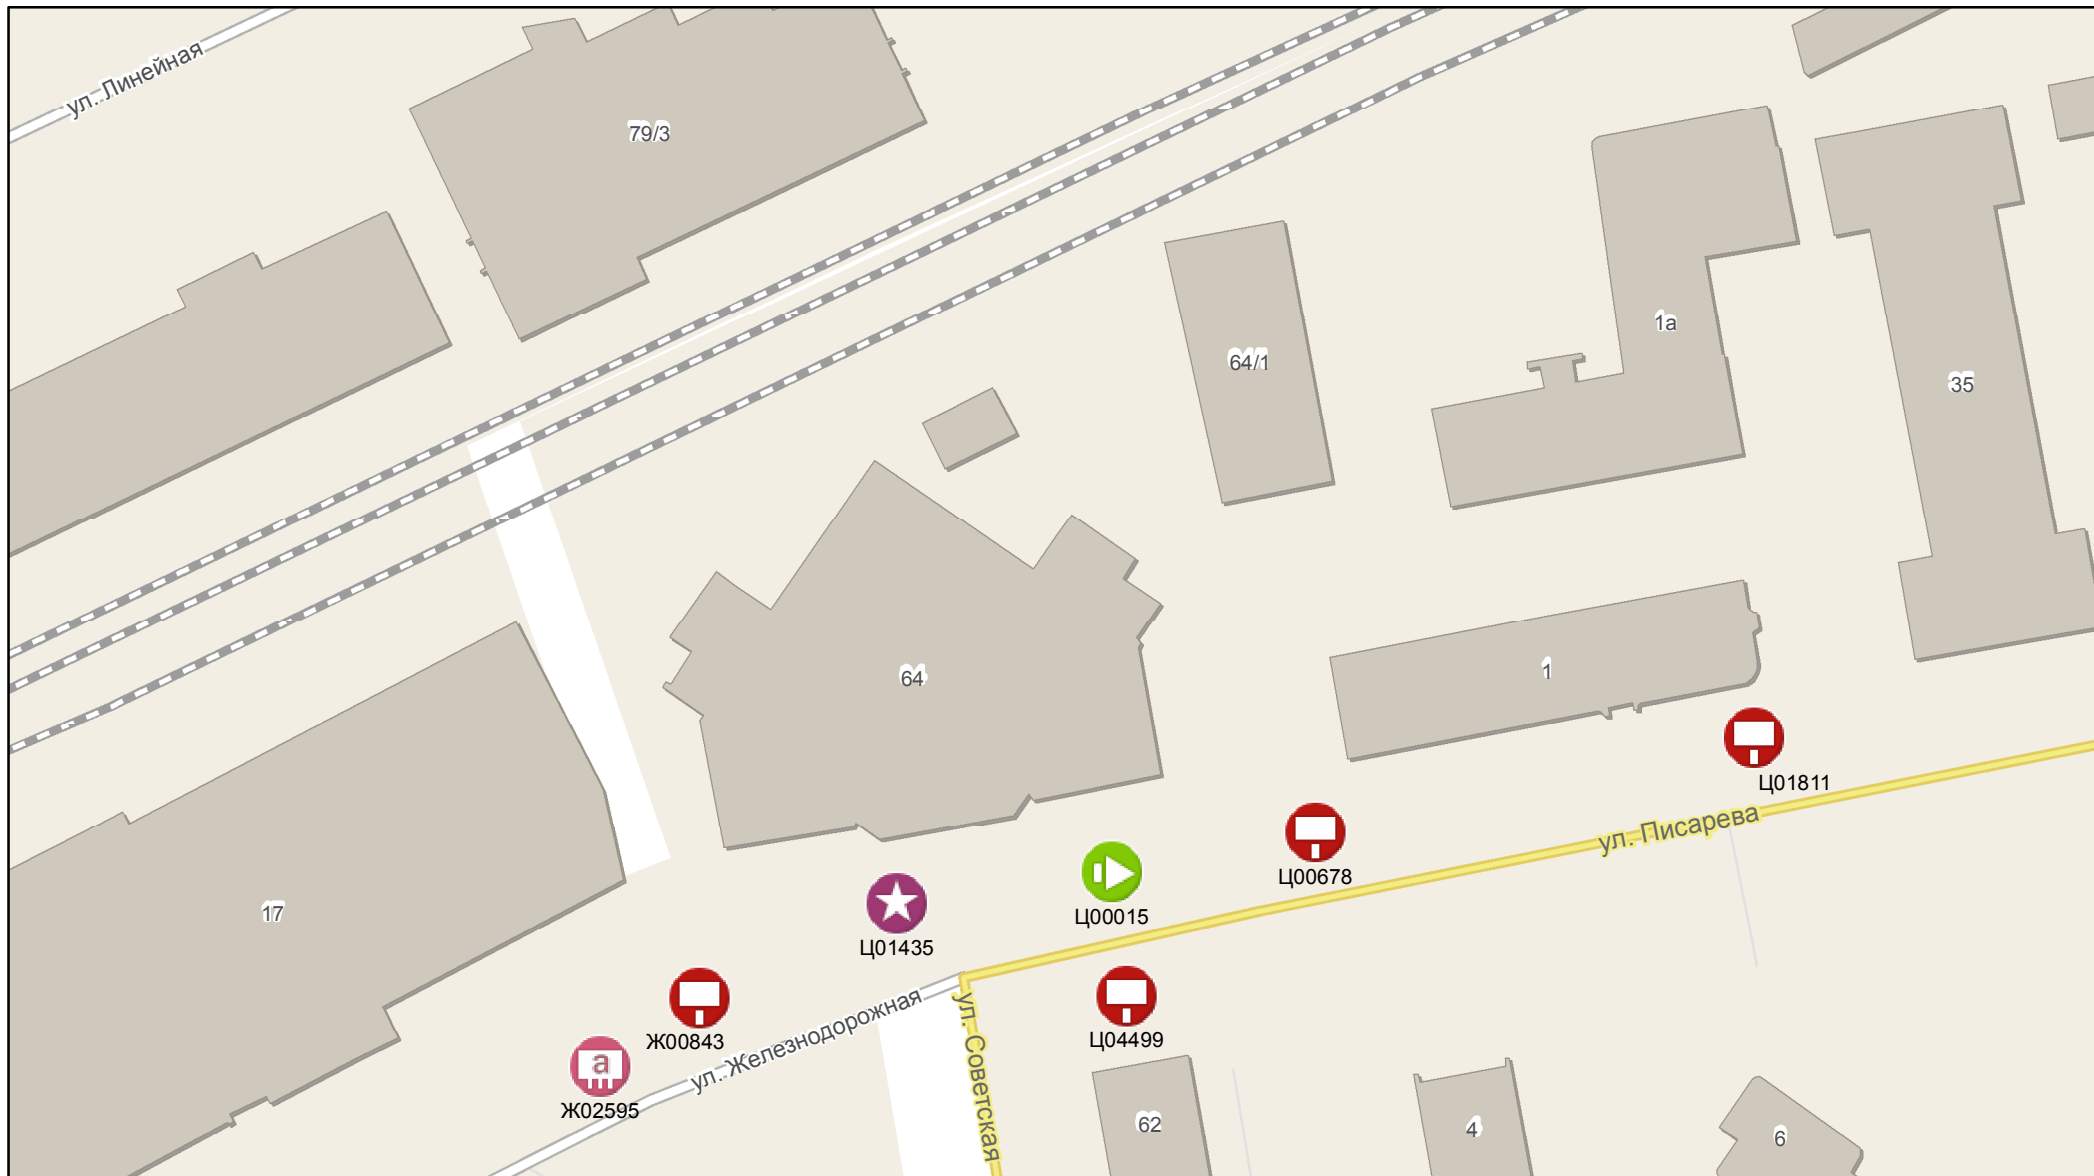 ул. Линейная
79/3
64/1
1а
35
64
1
17
Ц01811
ул. Писарева
Ц00678
Ц00015
Ц01435
ул. Железнодорожная
ул. Советская
Ж00843
Ц04499
а
Ж02595
62
4
6